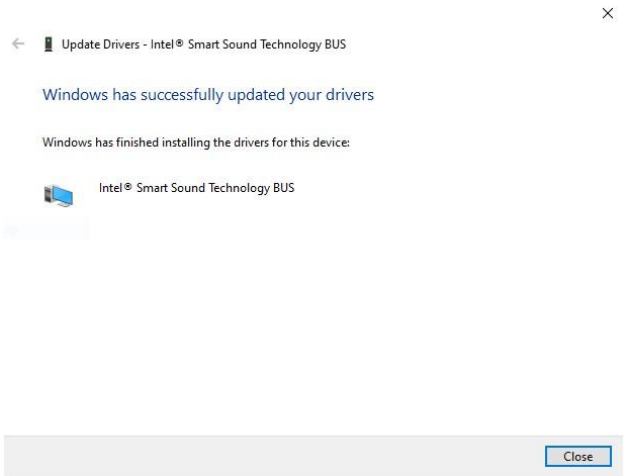 Update Drivers - Intel® Smart Sound Technology BUS
Windows has successfully updated your drivers
Windows has finished installing the drivers for this device:
Intel® Smart Sound Technology BUS
Close